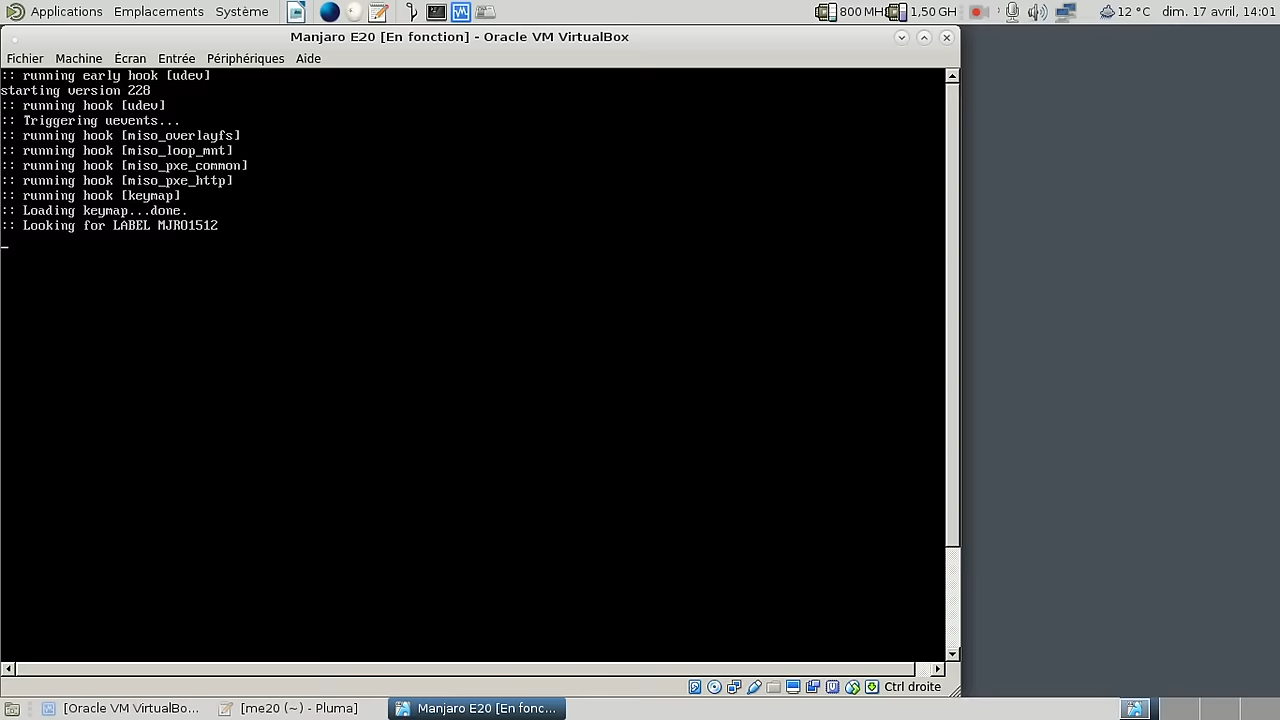 Applications Emplacements Système 800 MH 1,50 GH 12 °C dim. 17 avril, 14:01
Manjaro E20 [En fonction] - Oracle VM VirtualBox
Fichier Machine Écran Entrée Périphériques Aide
:: running early hook [udev]
starting version 228
:: running hook [udev]
:: Triggering uevents...
:: running hook [miso_overlayfs]
:: running hook [miso_loop_mnt]
:: running hook [miso_pxe_common]
:: running hook [miso_pxe_http]
:: running hook [keymap]
:: Loading keymap...done.
:: Looking for LABEL MJRO1512
_
Ctrl droite
[Oracle VM VirtualBo... [me20 (~) - Pluma] Manjaro E20 [En fonc...